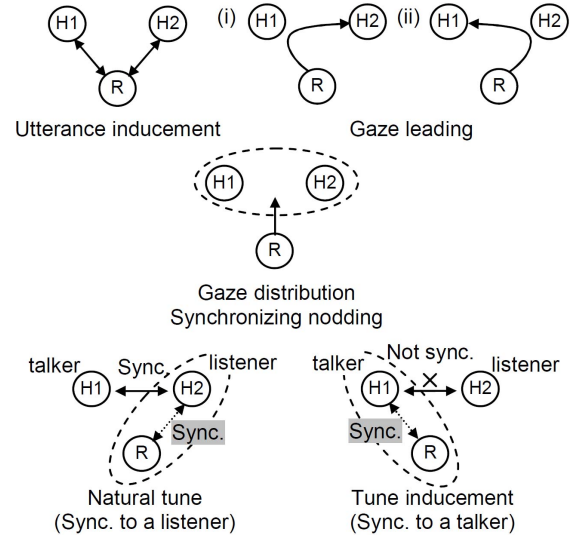 H1 H2 (i) H1 H2 (ii) H1 H2
R R R
Utterance inducement Gaze leading
H1 H2
R
Gaze distribution
Synchronizing nodding
talker Sync. listener talker Not sync. listener
H1 H2 H1 × H2
Sync. Sync.
R R
Natural tune Tune inducement
(Sync. to a listener) (Sync. to a talker)